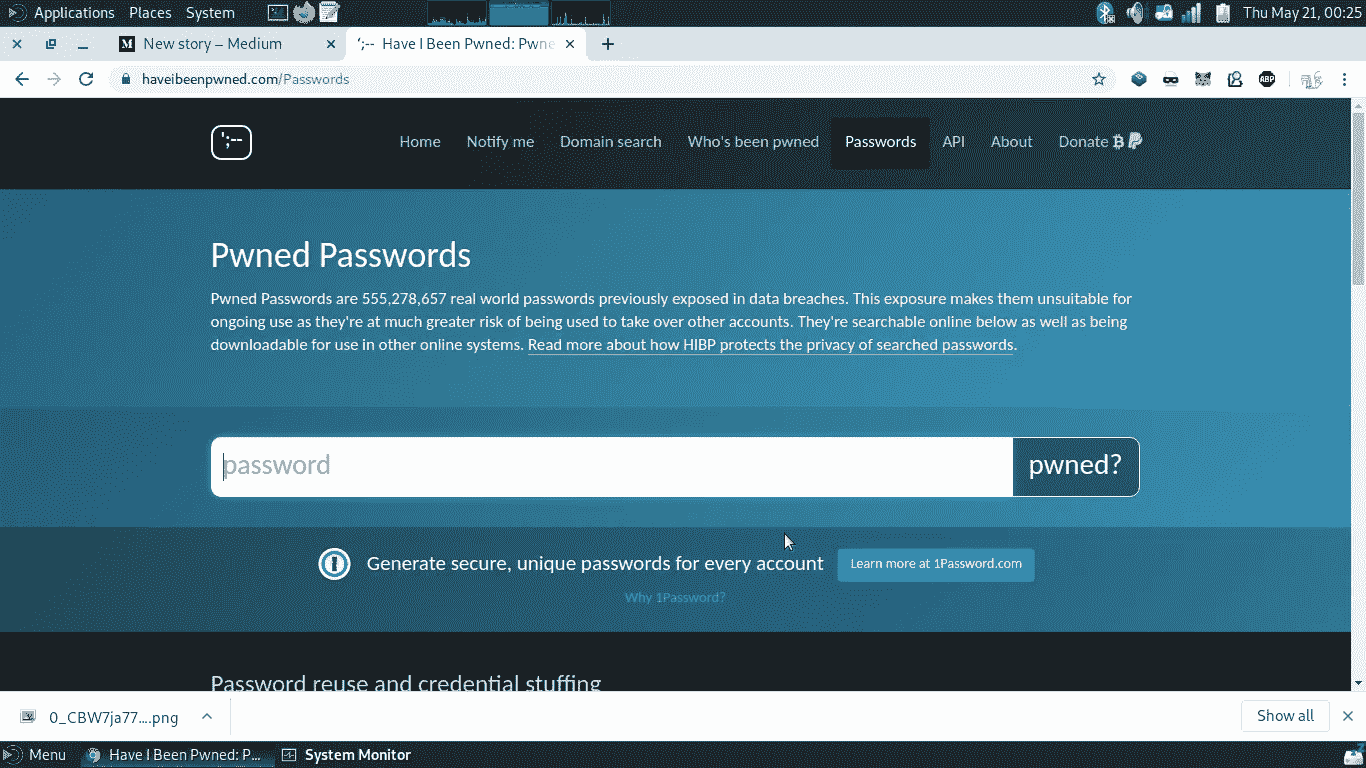 Applications Places System Thu May 21, 00:25
M New story – Medium ';-- Have I Been Pwned: Pwne
haveibeenpwned.com/Passwords ABP
';--
Home Notify me Domain search Who's been pwned Passwords API About Donate
Pwned Passwords
Pwned Passwords are 555,278,657 real world passwords previously exposed in data breaches. This exposure makes them unsuitable for
ongoing use as they're at much greater risk of being used to take over other accounts. They're searchable online below as well as being
downloadable for use in other online systems. Read more about how HIBP protects the privacy of searched passwords.
password pwned?
Generate secure, unique passwords for every account Learn more at 1Password.com
Why 1Password?
Password reuse and credential stuffing
0_CBW7ja77....png Show all
Menu Have I Been Pwned: P... System Monitor